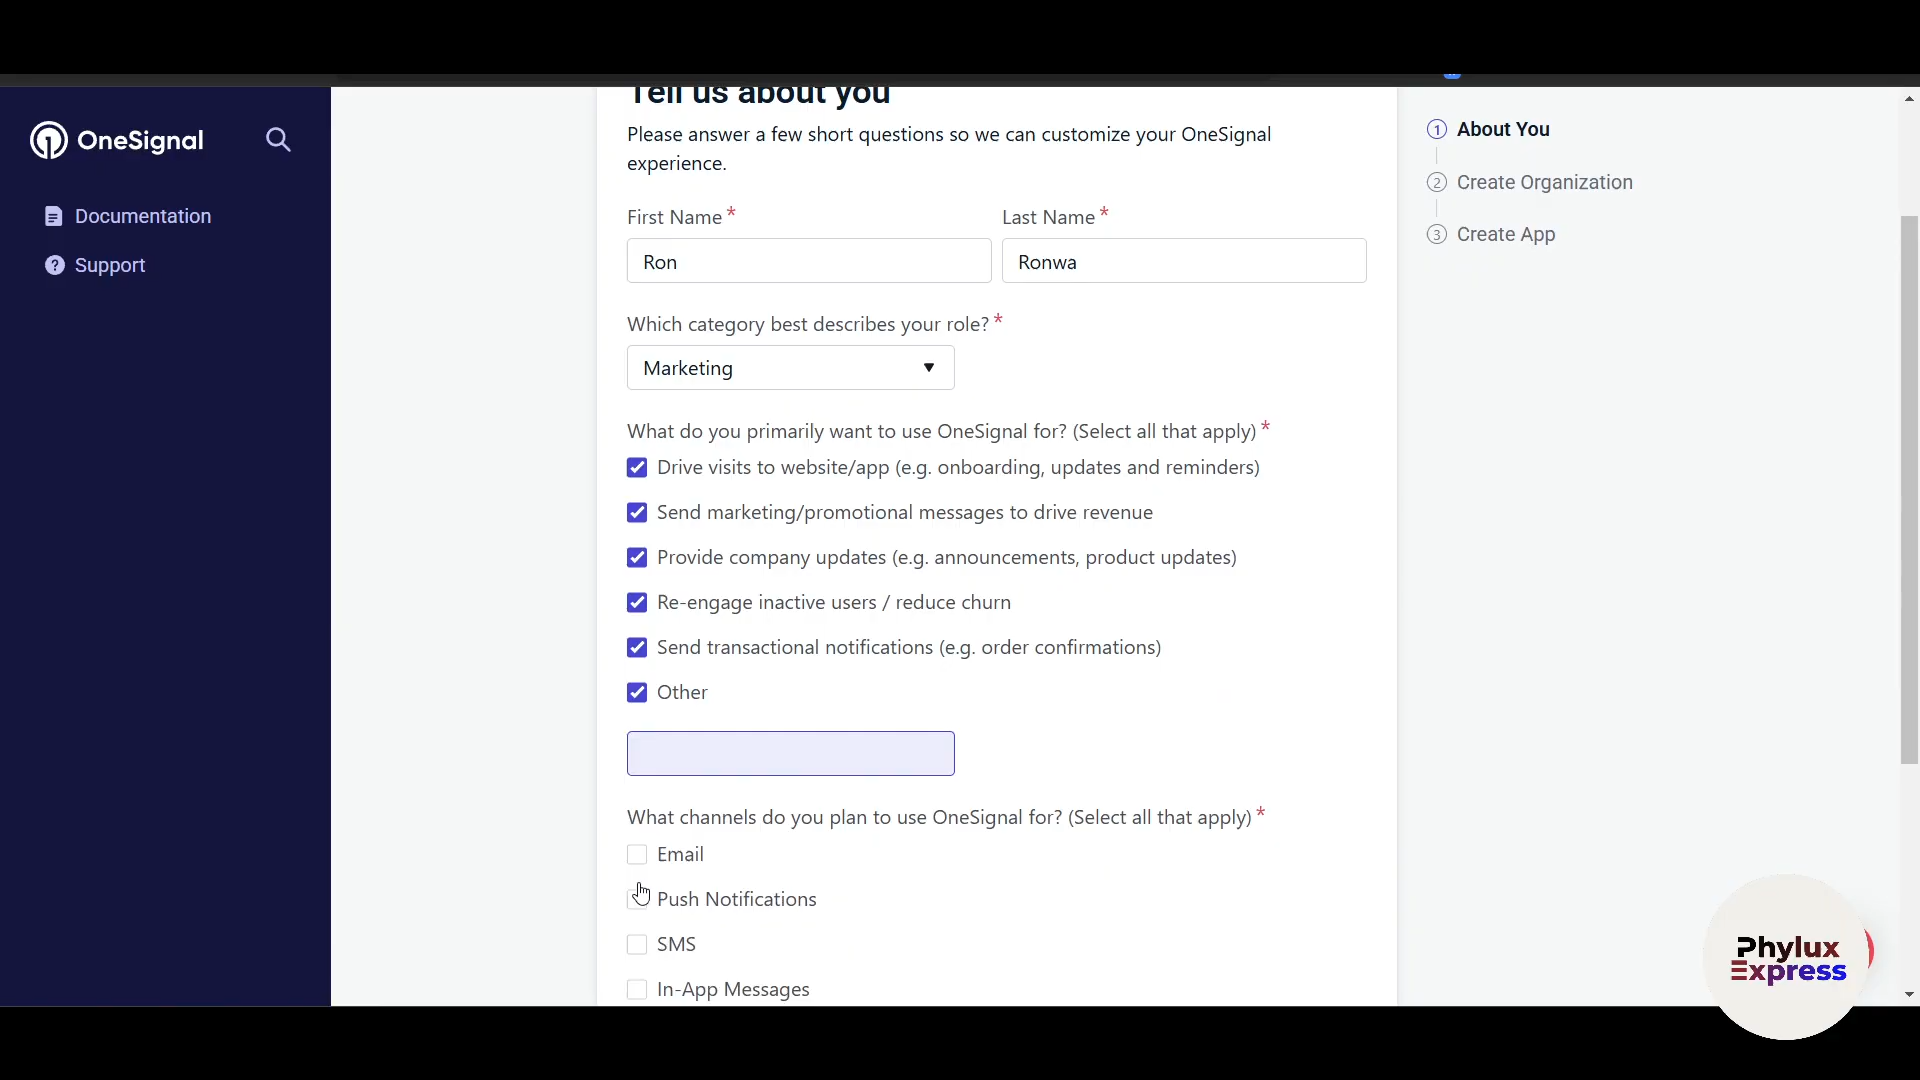 OneSignal
Documentation
Support
Tell us about you
Please answer a few short questions so we can customize your OneSignal
experience.
First Name *
Last Name *
Ron
Ronwa
Which category best describes your role? *
Marketing
What do you primarily want to use OneSignal for? (Select all that apply) *
Drive visits to website/app (e.g. onboarding, updates and reminders)
Send marketing/promotional messages to drive revenue
Provide company updates (e.g. announcements, product updates)
Re-engage inactive users / reduce churn
Send transactional notifications (e.g. order confirmations)
Other
What channels do you plan to use OneSignal for? (Select all that apply) *
Email
Push Notifications
SMS
In-App Messages
1 About You
2 Create Organization
3 Create App
Phylux
Express